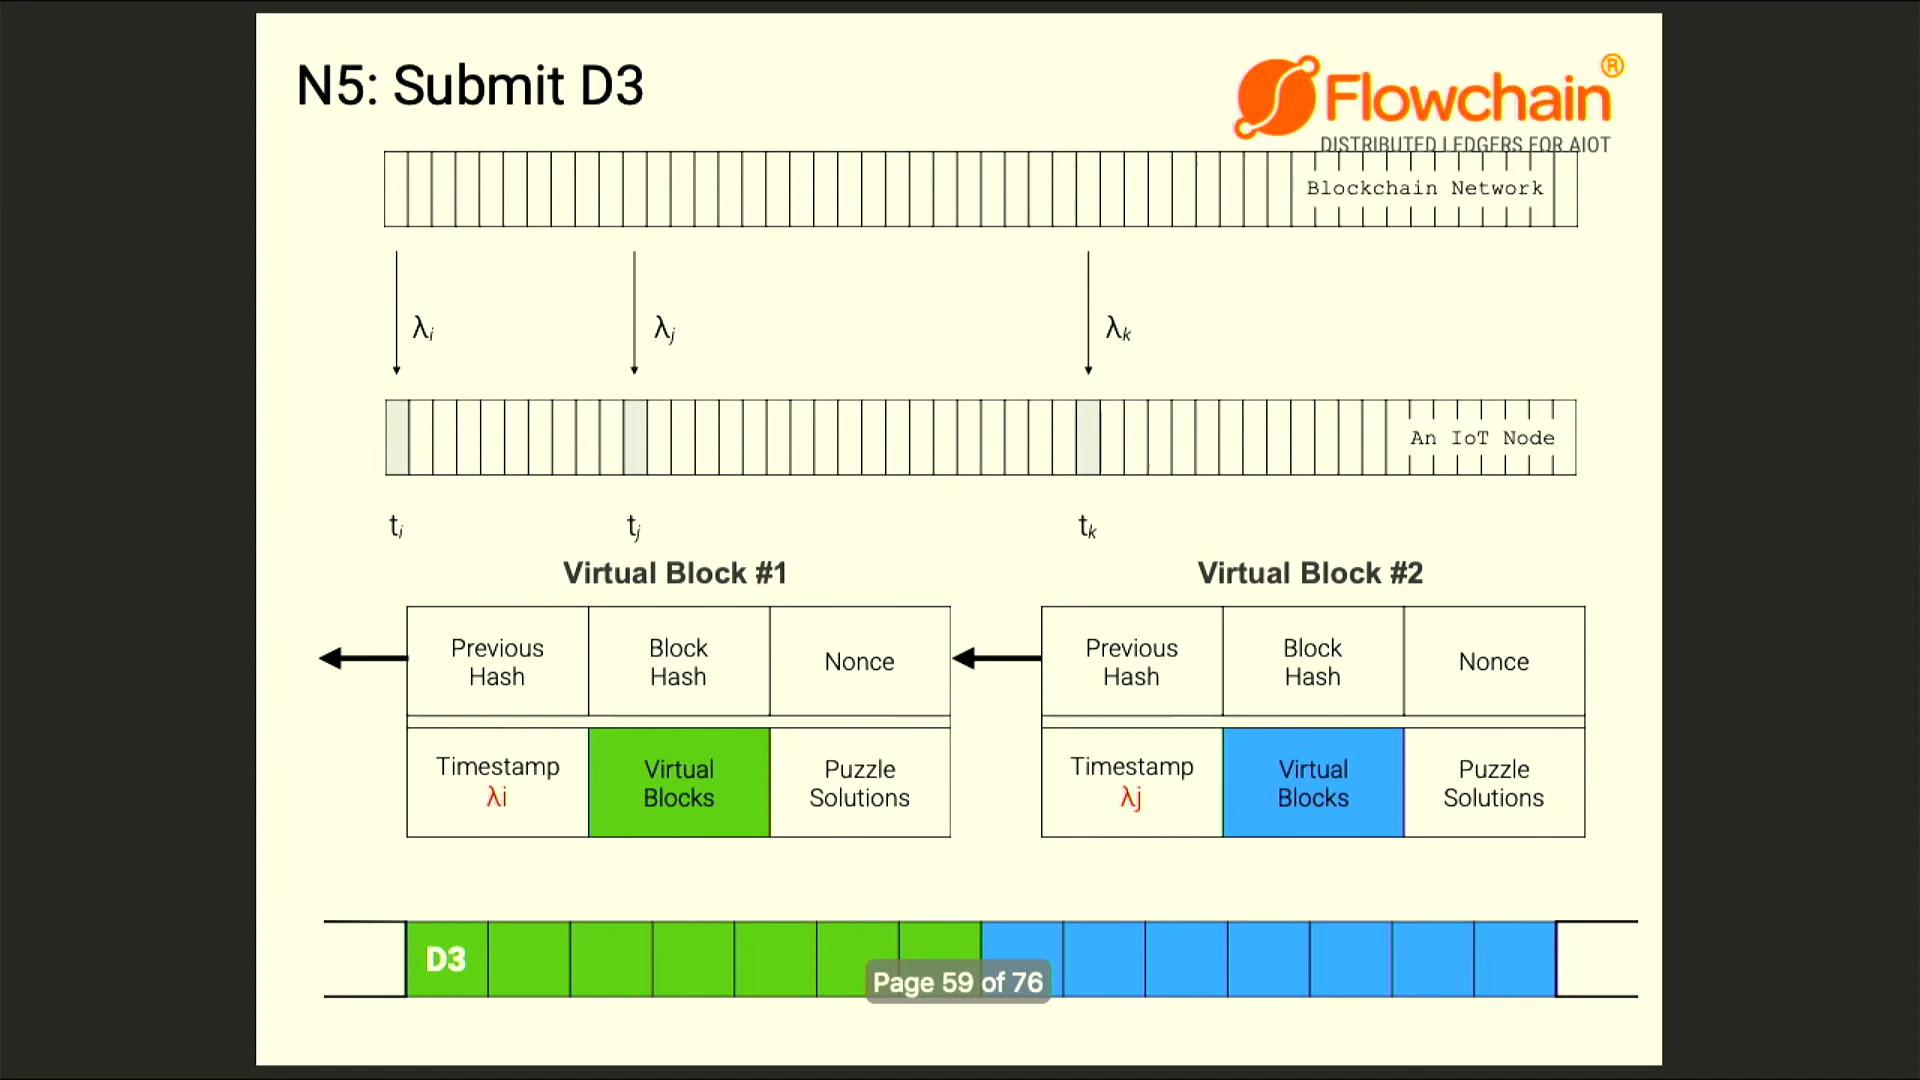 N5: Submit D3
Flowchain®
DISTRIBUTED LEDGERS FOR AIOT
Blockchain Network
λi
λj
λk
An IoT Node
ti
tj
tk
Virtual Block #1
Virtual Block #2
Previous
Hash
Block
Hash
Nonce
Previous
Hash
Block
Hash
Nonce
Timestamp
λi
Virtual
Blocks
Puzzle
Solutions
Timestamp
λj
Virtual
Blocks
Puzzle
Solutions
D3
Page 59 of 76